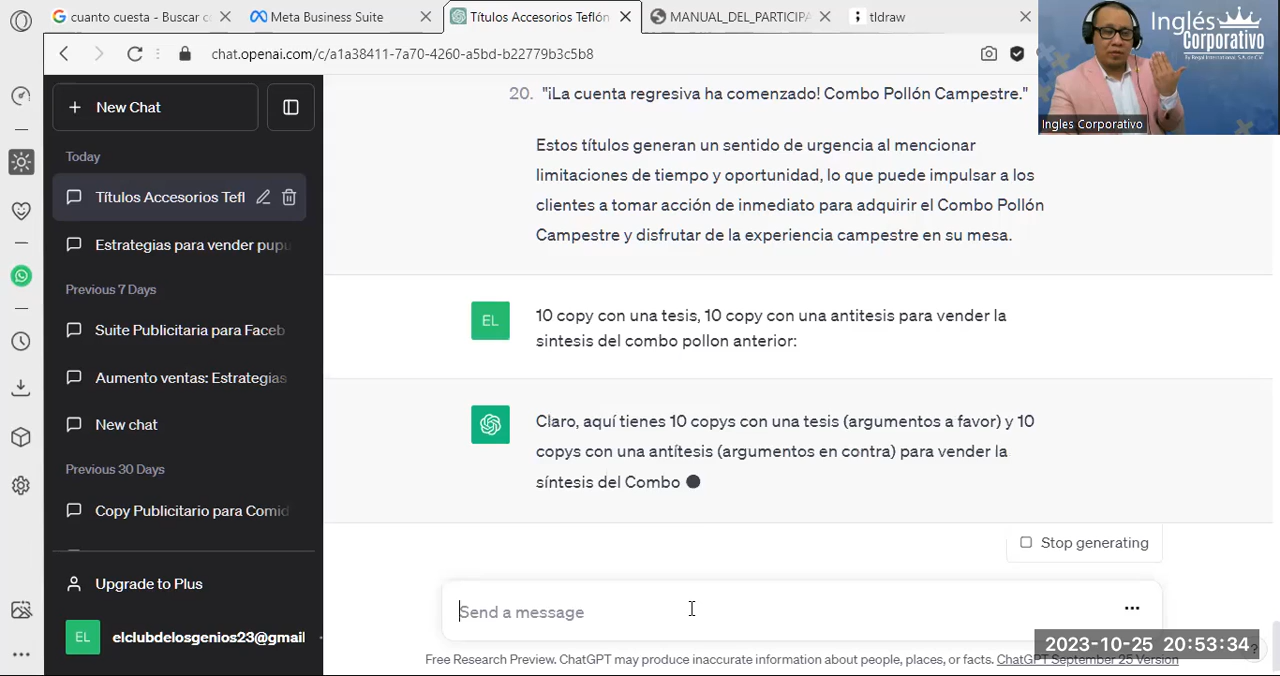 cuanto cuesta - Buscar c
Meta Business Suite
Títulos Accesorios Teflón
MANUAL_DEL_PARTICIPA
tldraw
chat.openai.com/c/a1a38411-7a70-4260-a5bd-b22779b3c5b8
Inglés
Corporativo
Ingles Corporativo
New Chat
Today
Títulos Accesorios Tefl
Estrategias para vender pupu
Previous 7 Days
Suite Publicitaria para Faceb
Aumento ventas: Estrategias
New chat
Previous 30 Days
Copy Publicitario para Comid
Upgrade to Plus
EL
elclubdelosgenios23@gmail
20. "¡La cuenta regresiva ha comenzado! Combo Pollón Campestre."
Estos títulos generan un sentido de urgencia al mencionar
limitaciones de tiempo y oportunidad, lo que puede impulsar a los
clientes a tomar acción de inmediato para adquirir el Combo Pollón
Campestre y disfrutar de la experiencia campestre en su mesa.
EL
10 copy con una tesis, 10 copy con una antitesis para vender la
sintesis del combo pollon anterior:
Claro, aquí tienes 10 copys con una tesis (argumentos a favor) y 10
copys con una antítesis (argumentos en contra) para vender la
síntesis del Combo
Stop generating
Send a message
2023-10-25 20:53:34
Free Research Preview. ChatGPT may produce inaccurate information about people, places, or facts. ChatGPT September 25 Version